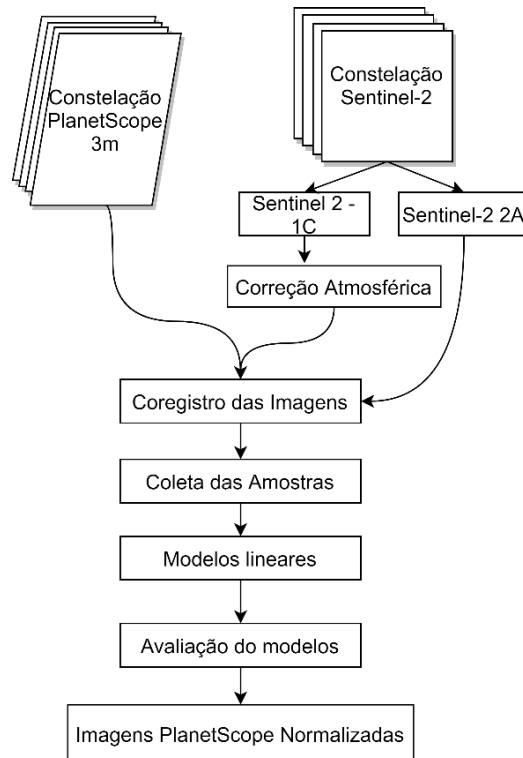 Constelação
PlanetScope
3m
Constelação
Sentinel-2
Sentinel 2 -
1C
Sentinel-2 2A
Correção Atmosférica
Coregistro das Imagens
Coleta das Amostras
Modelos lineares
Avaliação do modelos
Imagens PlanetScope Normalizadas